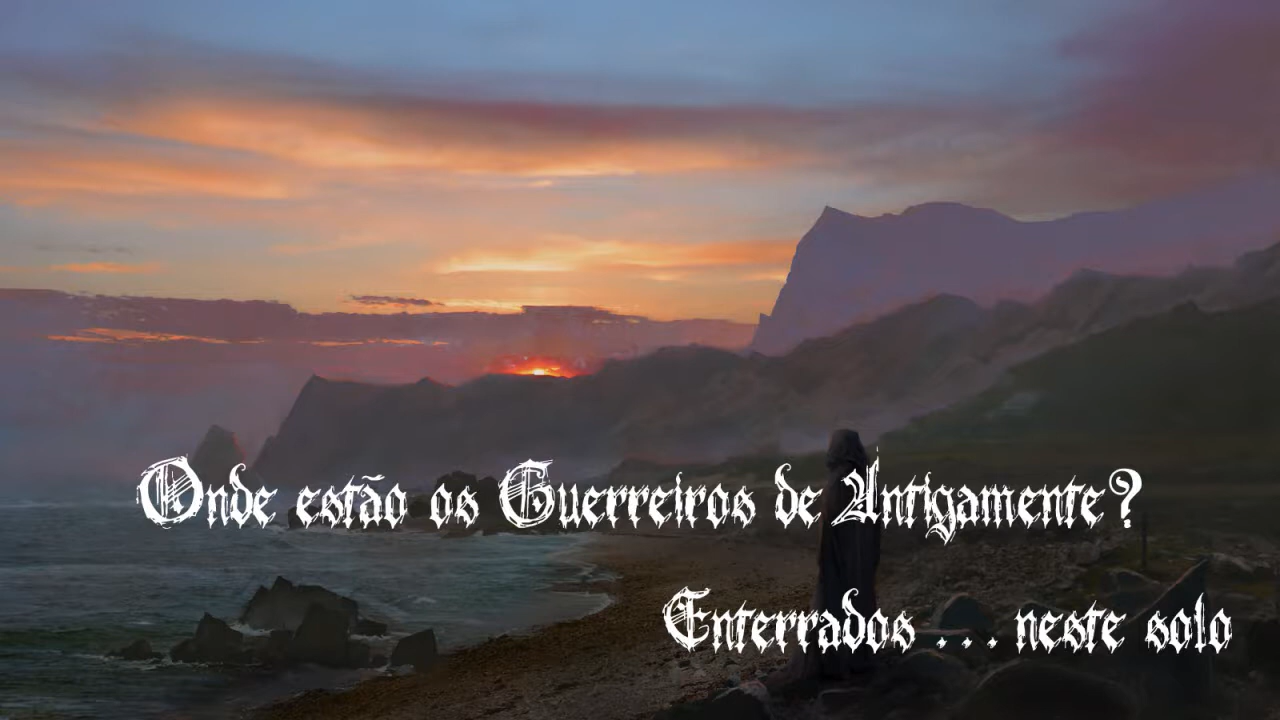 Onde estão os Guerreiros de Antigamente?
Enterrados ... neste solo